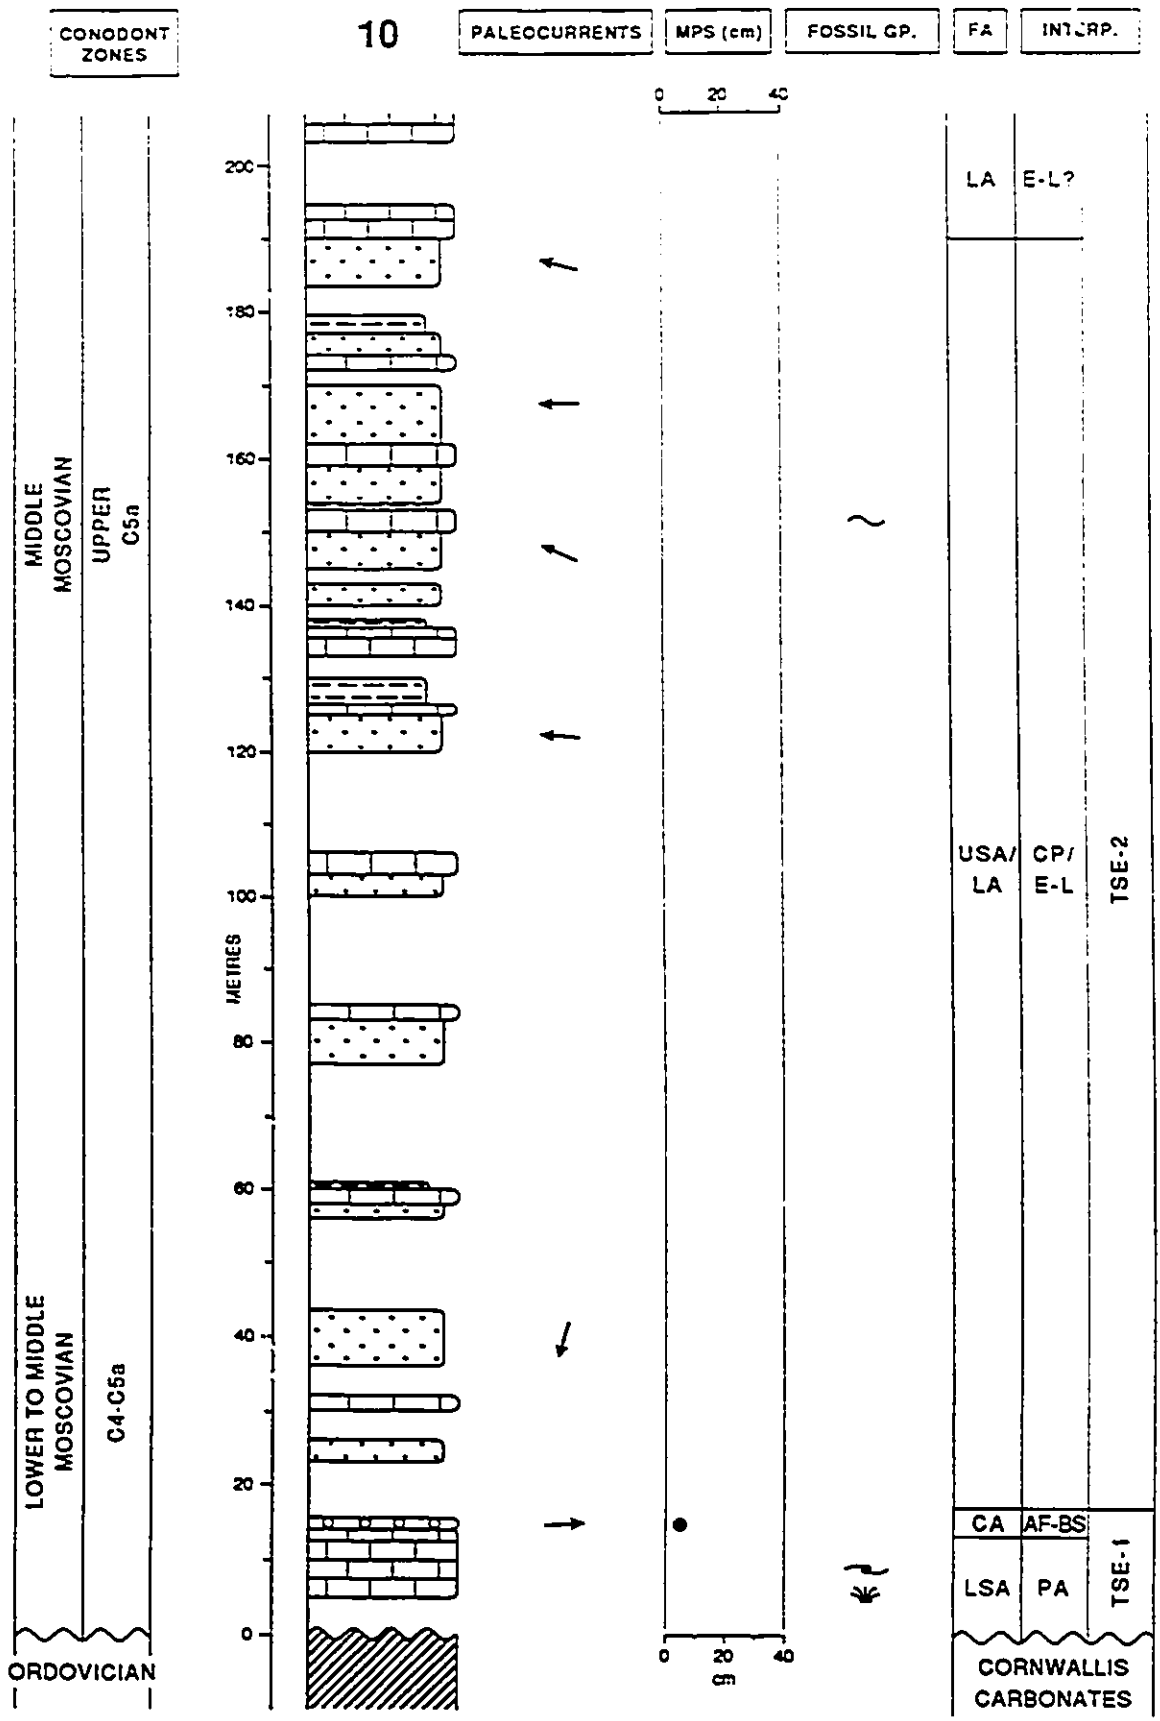 CONODONT
ZONES
10
PALEOCURRENTS
MPS (cm)
FOSSIL GP.
FA
INTERP.
0 20 40
200
180
160
140
120
100
80
60
40
20
0
METRES
MIDDLE
MOSCOVIAN
UPPER
C5a
LOWER TO MIDDLE
MOSCOVIAN
C4-C5a
ORDOVICIAN
LA
E-L?
USA/
LA
CP/
E-L
TSE-2
CA
AF-BS
LSA
PA
TSE-1
0 20 40
cm
CORNWALLIS
CARBONATES